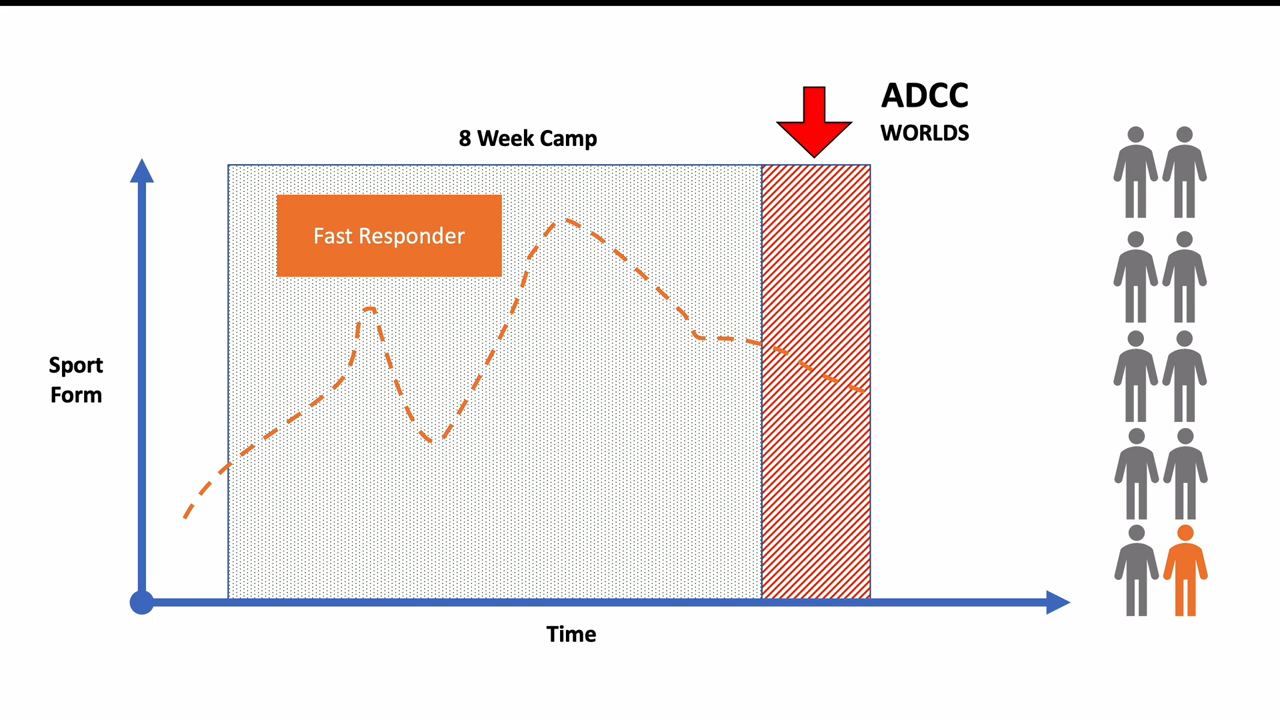 ADCC
WORLDS
8 Week Camp
Fast Responder
Sport
Form
Time